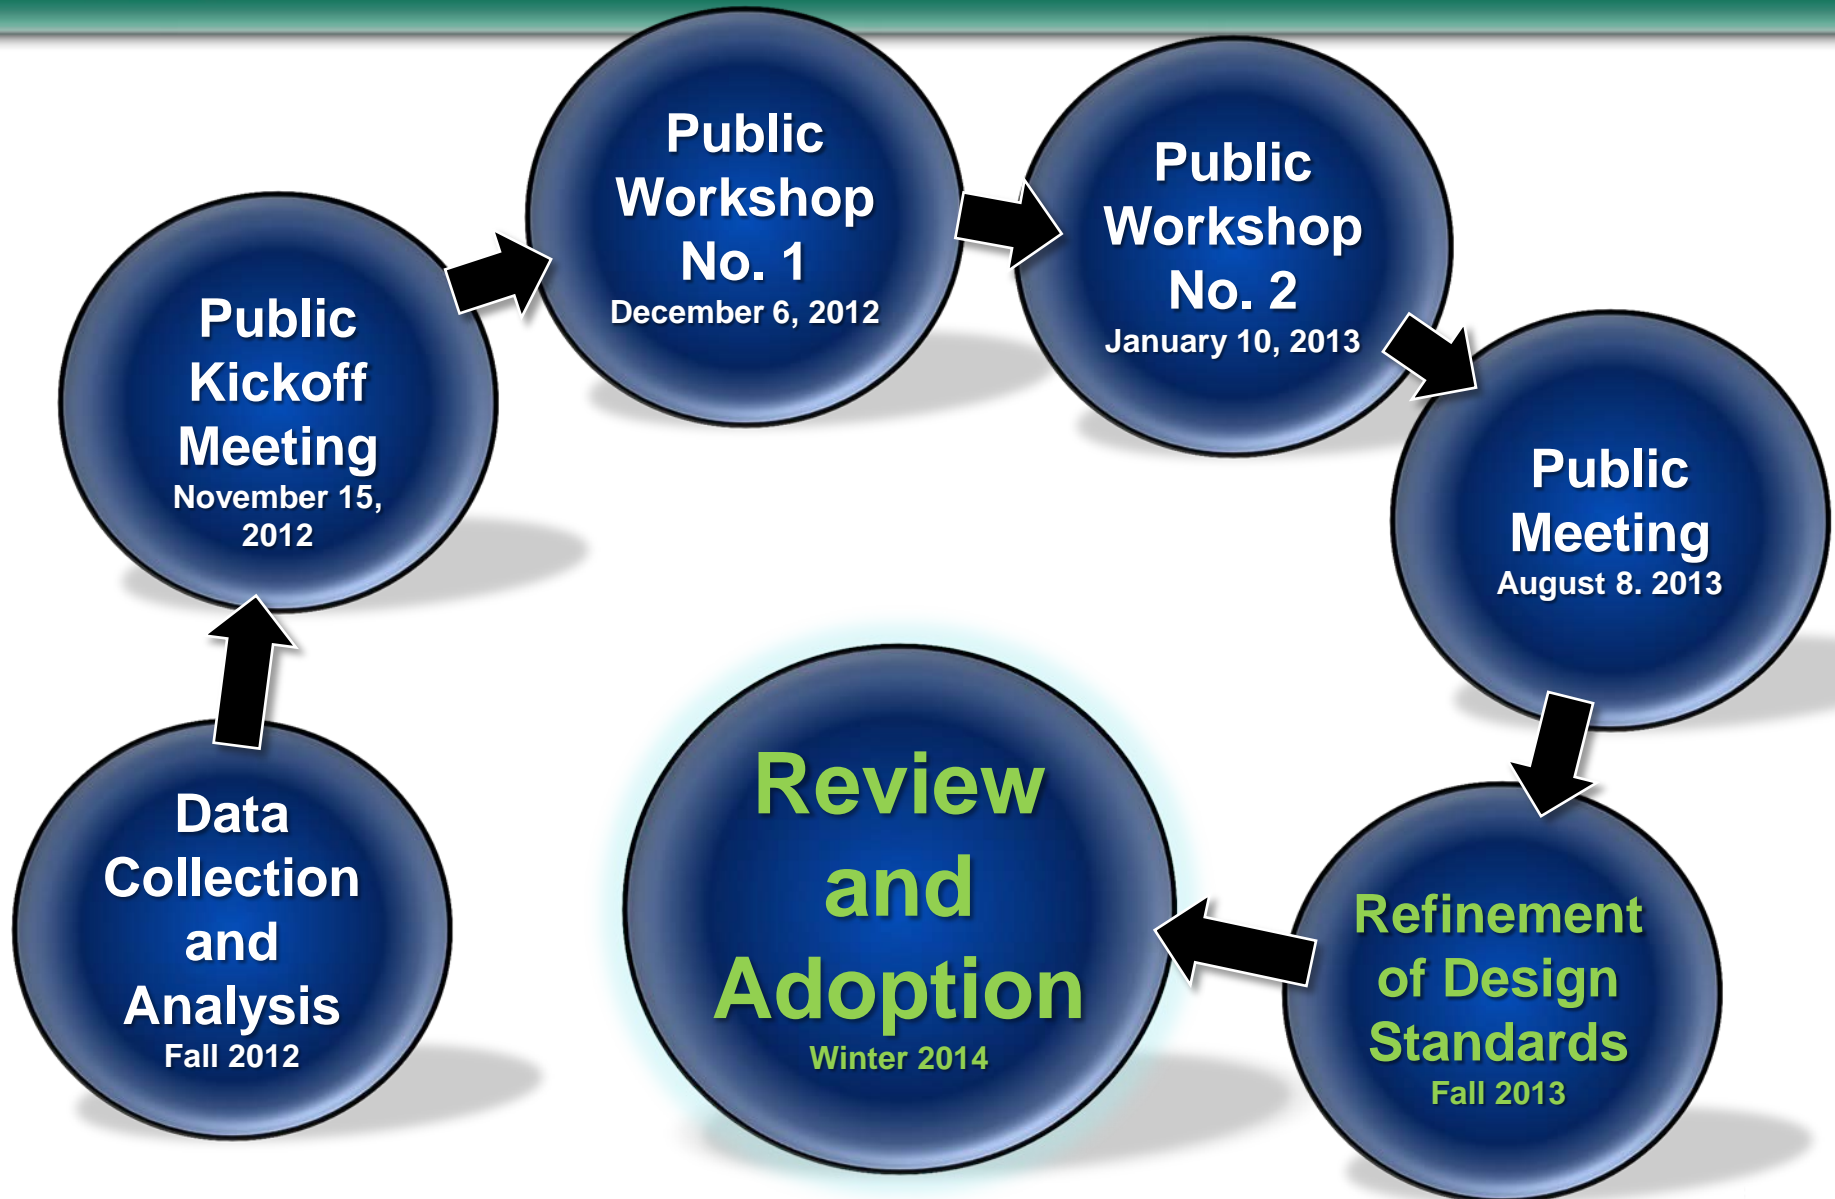 Data
Collection
and
Analysis
Fall 2012
Public
Kickoff
Meeting
November 15,
2012
Public
Workshop
No. 1
December 6, 2012
Public
Workshop
No. 2
January 10, 2013
Public
Meeting
August 8. 2013
Refinement
of Design
Standards
Fall 2013
Review
and
Adoption
Winter 2014